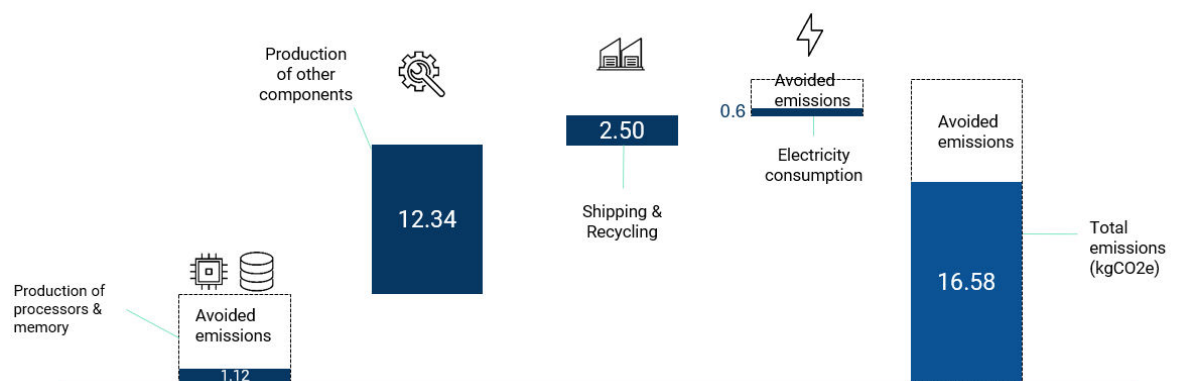 Production
of other
components
12.34
2.50
Shipping &
Recycling
Avoided
emissions
0.6
Electricity
consumption
Avoided
emissions
16.58
Total
emissions
(kgCO2e)
Production of
processors &
memory
Avoided
emissions
1.12